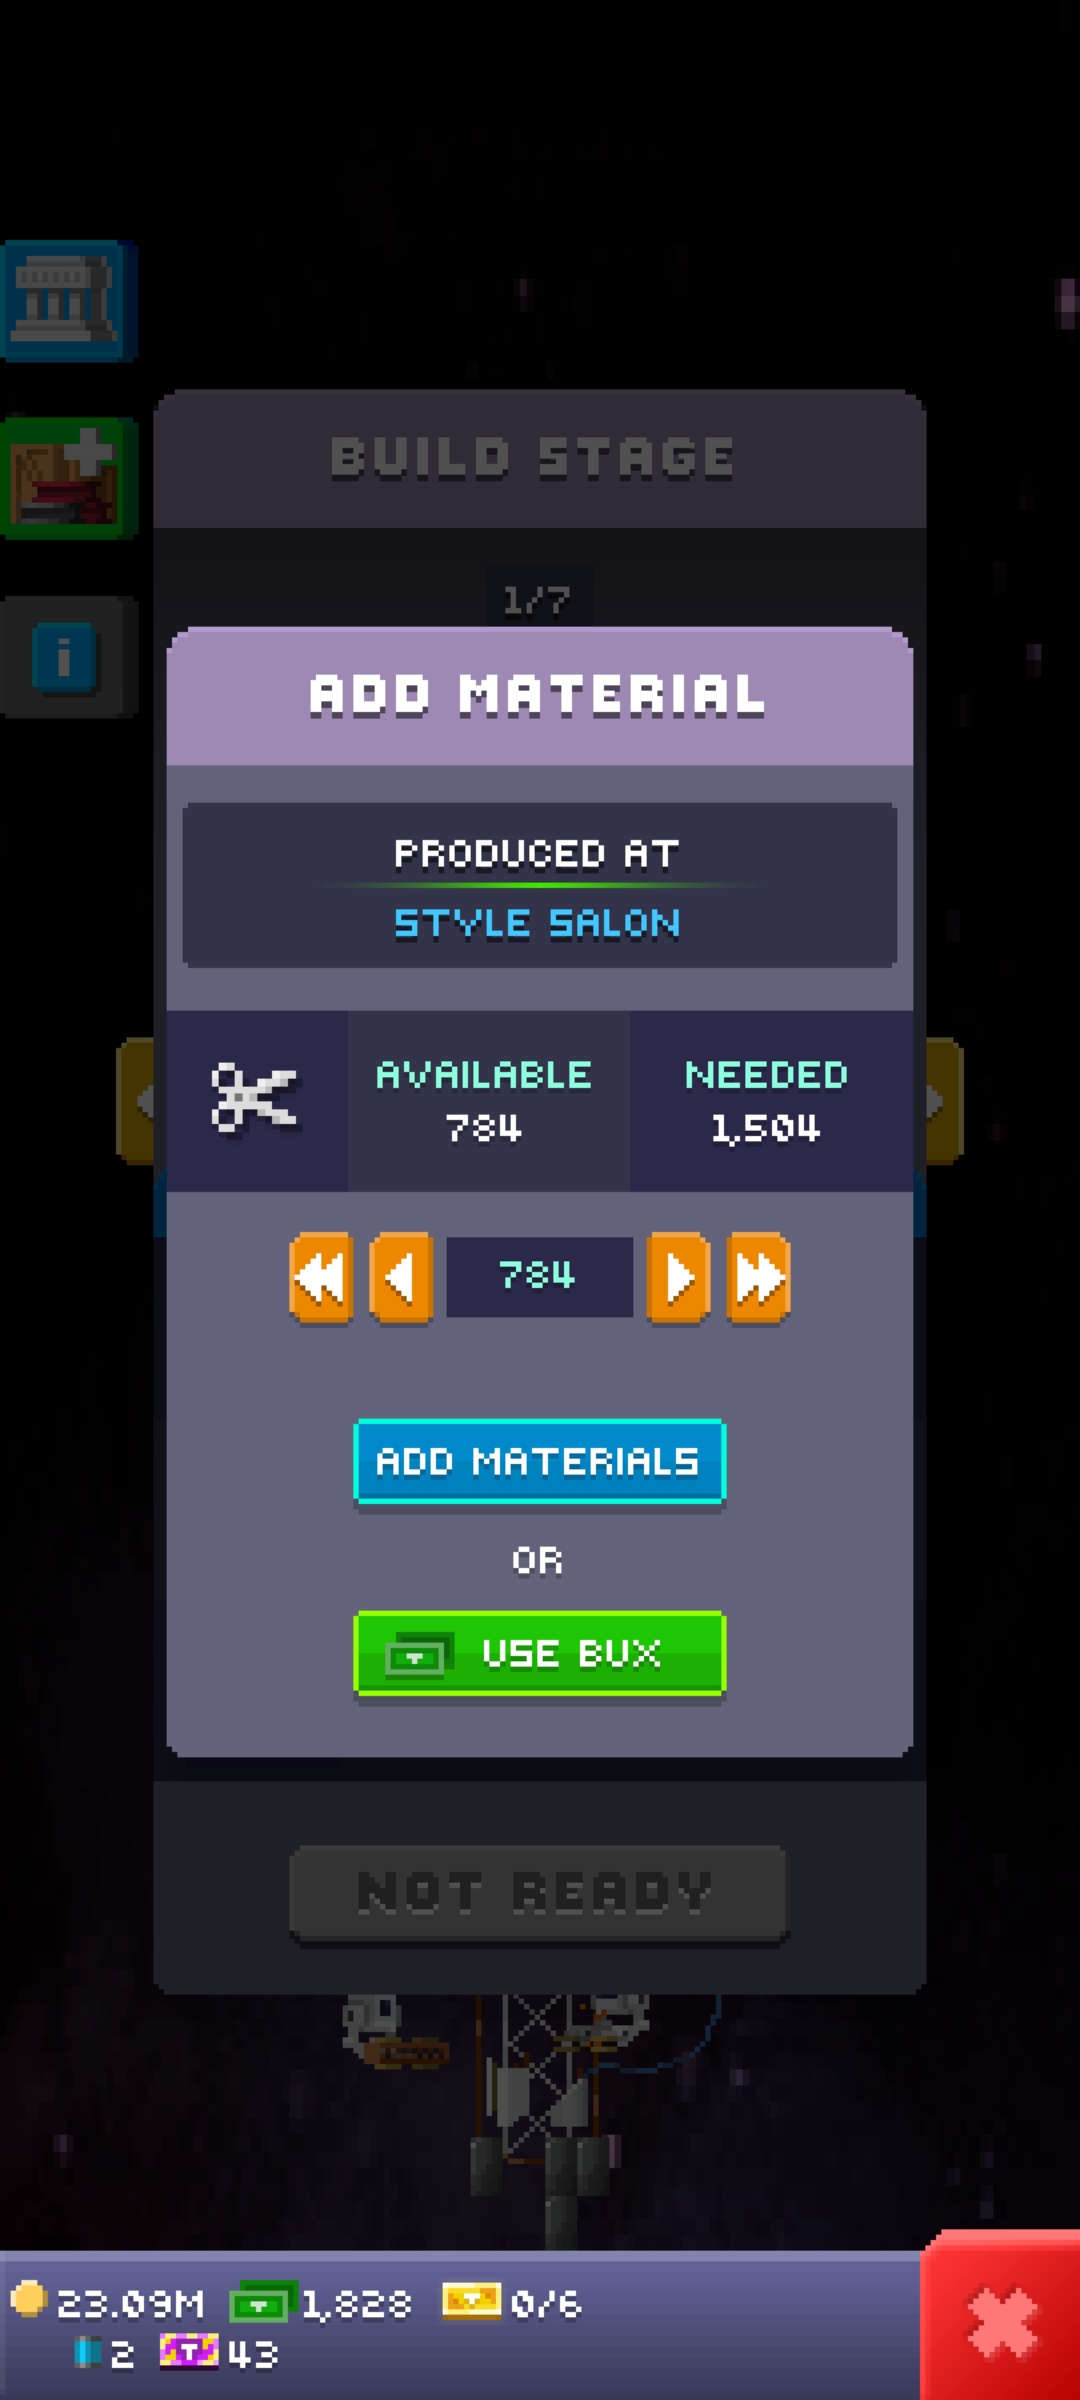 BUILD STAGE
1/7
ADD MATERIAL
PRODUCED AT
STYLE SALON
AVAILABLE
784
NEEDED
1,504
784
ADD MATERIALS
OR
USE BUX
NOT READY
23.09M 1,828 0/6
2 43